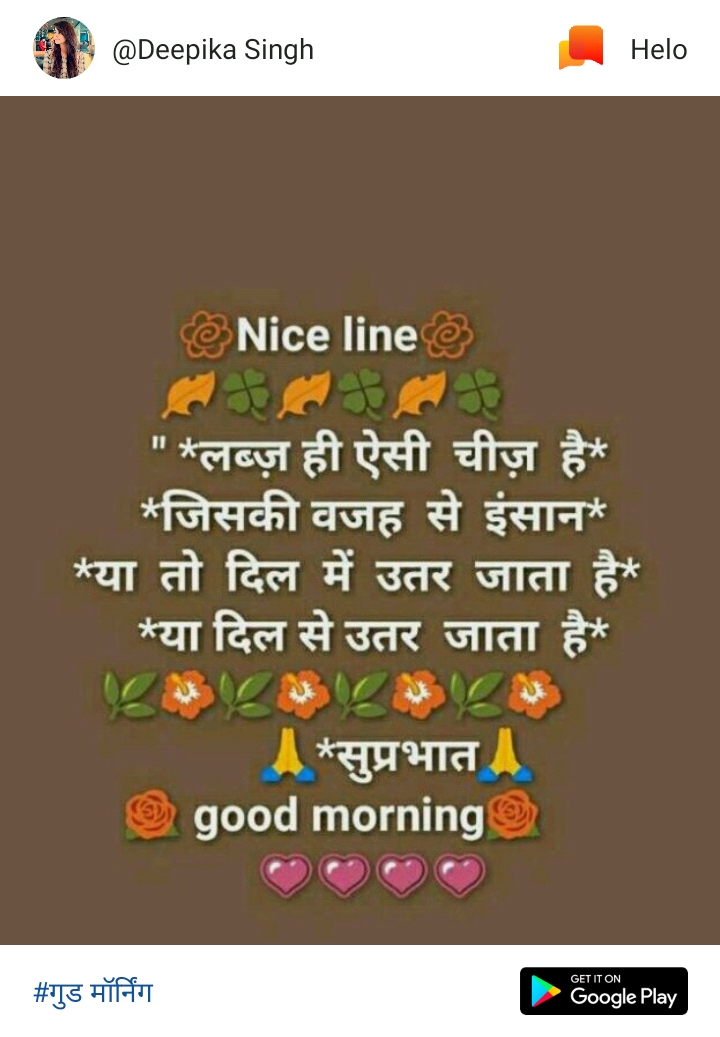 @Deepika Singh
Helo
Nice line
" *लब्ज़ ही ऐसी चीज़ है*
*जिसकी वजह से इंसान*
*या तो दिल में उतर जाता है*
*या दिल से उतर जाता है*
*सुप्रभात
good morning
#गुड मॉर्निंग
GET IT ON
Google Play